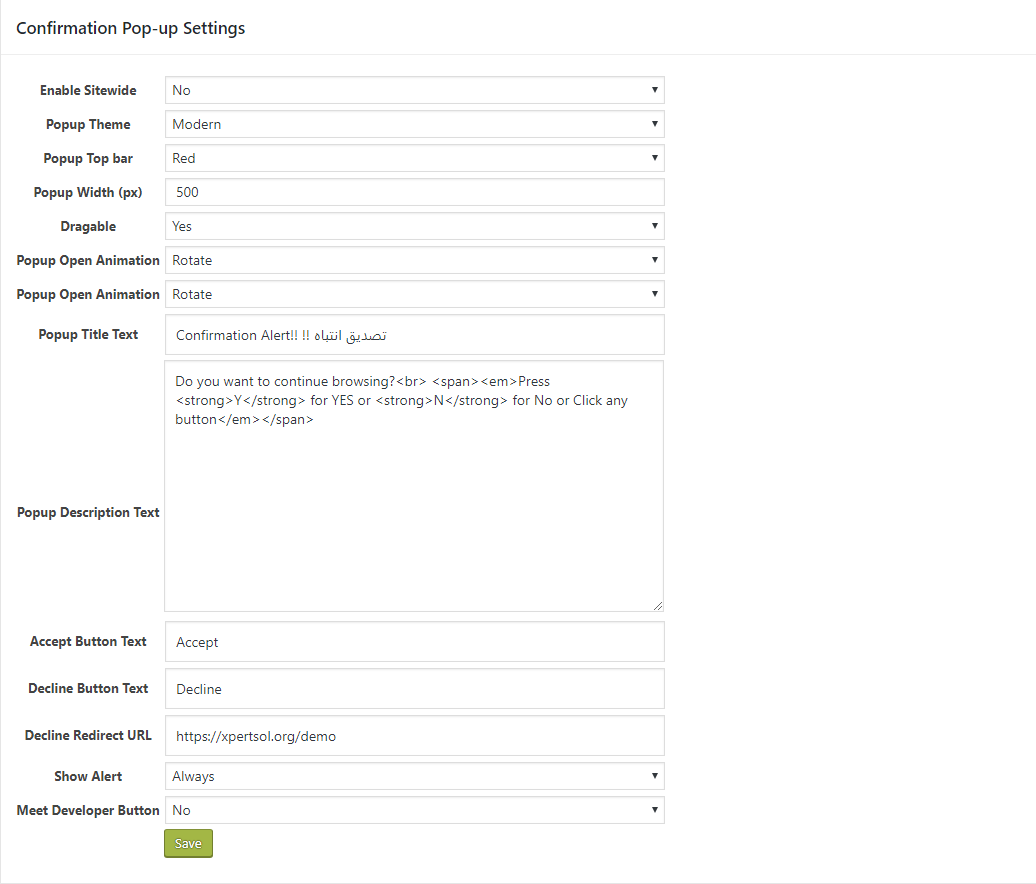 Confirmation Pop-up Settings
Enable Sitewide No
Popup Theme Modern
Popup Top bar Red
Popup Width (px) 500
Dragable Yes
Popup Open Animation Rotate
Popup Open Animation Rotate
Popup Title Text Confirmation Alert!! !! تصدیق انتباہ
Do you want to continue browsing?<br> <span><em>Press
<strong>Y</strong> for YES or <strong>N</strong> for No or Click any
button</em></span>
Popup Description Text
Accept Button Text Accept
Decline Button Text Decline
Decline Redirect URL https://xpertsol.org/demo
Show Alert Always
Meet Developer Button No
Save